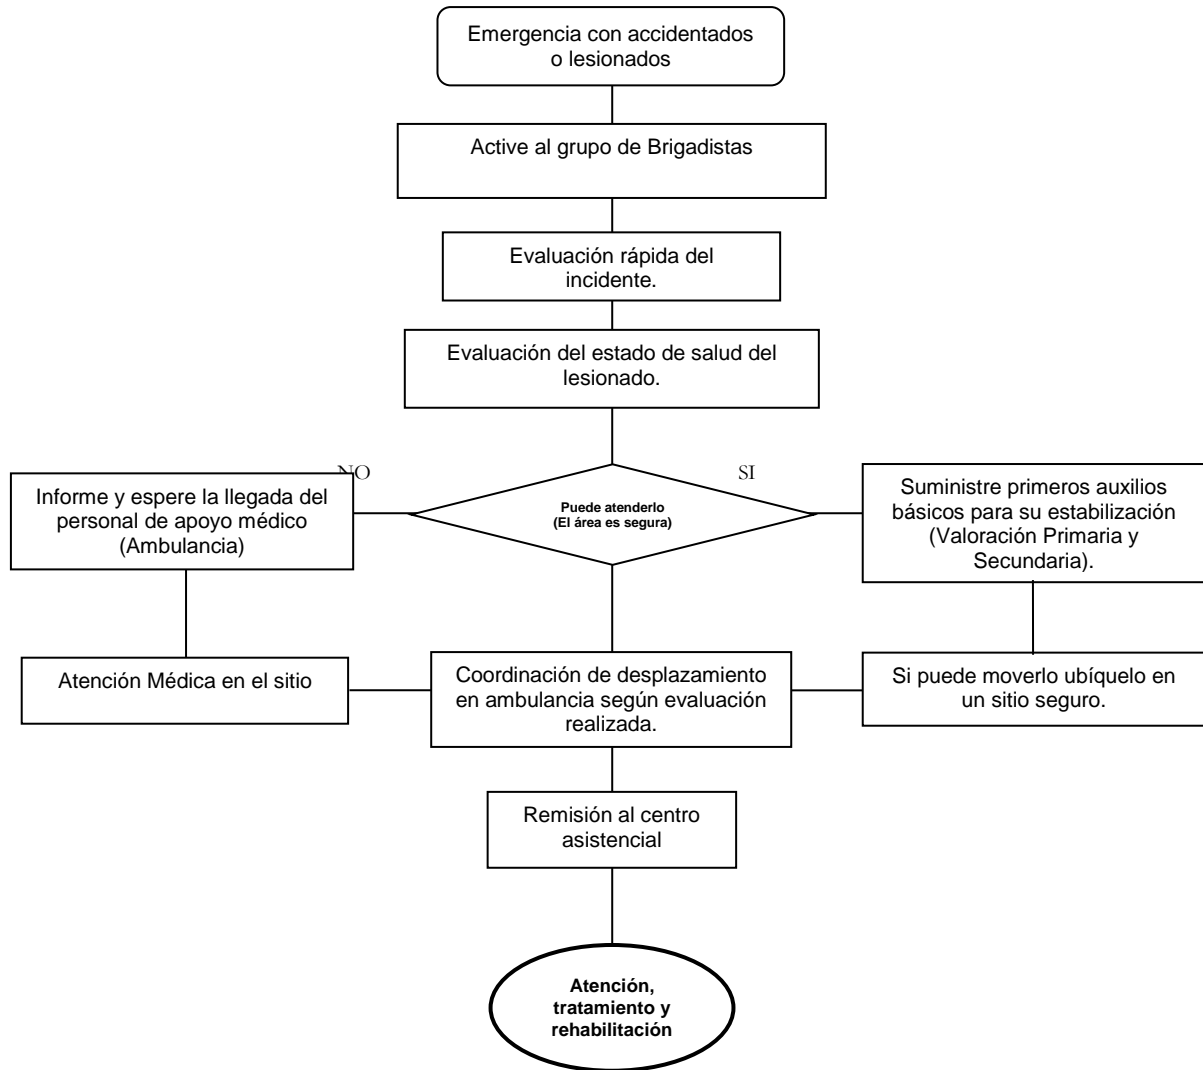 Emergencia con accidentados
o lesionados
Active al grupo de Brigadistas
Evaluación rápida del
incidente.
Evaluación del estado de salud del
lesionado.
NO
SI
Informe y espere la llegada del
personal de apoyo médico
(Ambulancia)
Puede atenderlo
(El área es segura)
Suministre primeros auxilios
básicos para su estabilización
(Valoración Primaria y
Secundaria).
Atención Médica en el sitio
Coordinación de desplazamiento
en ambulancia según evaluación
realizada.
Si puede moverlo ubíquelo en
un sitio seguro.
Remisión al centro
asistencial
Atención,
tratamiento y
rehabilitación